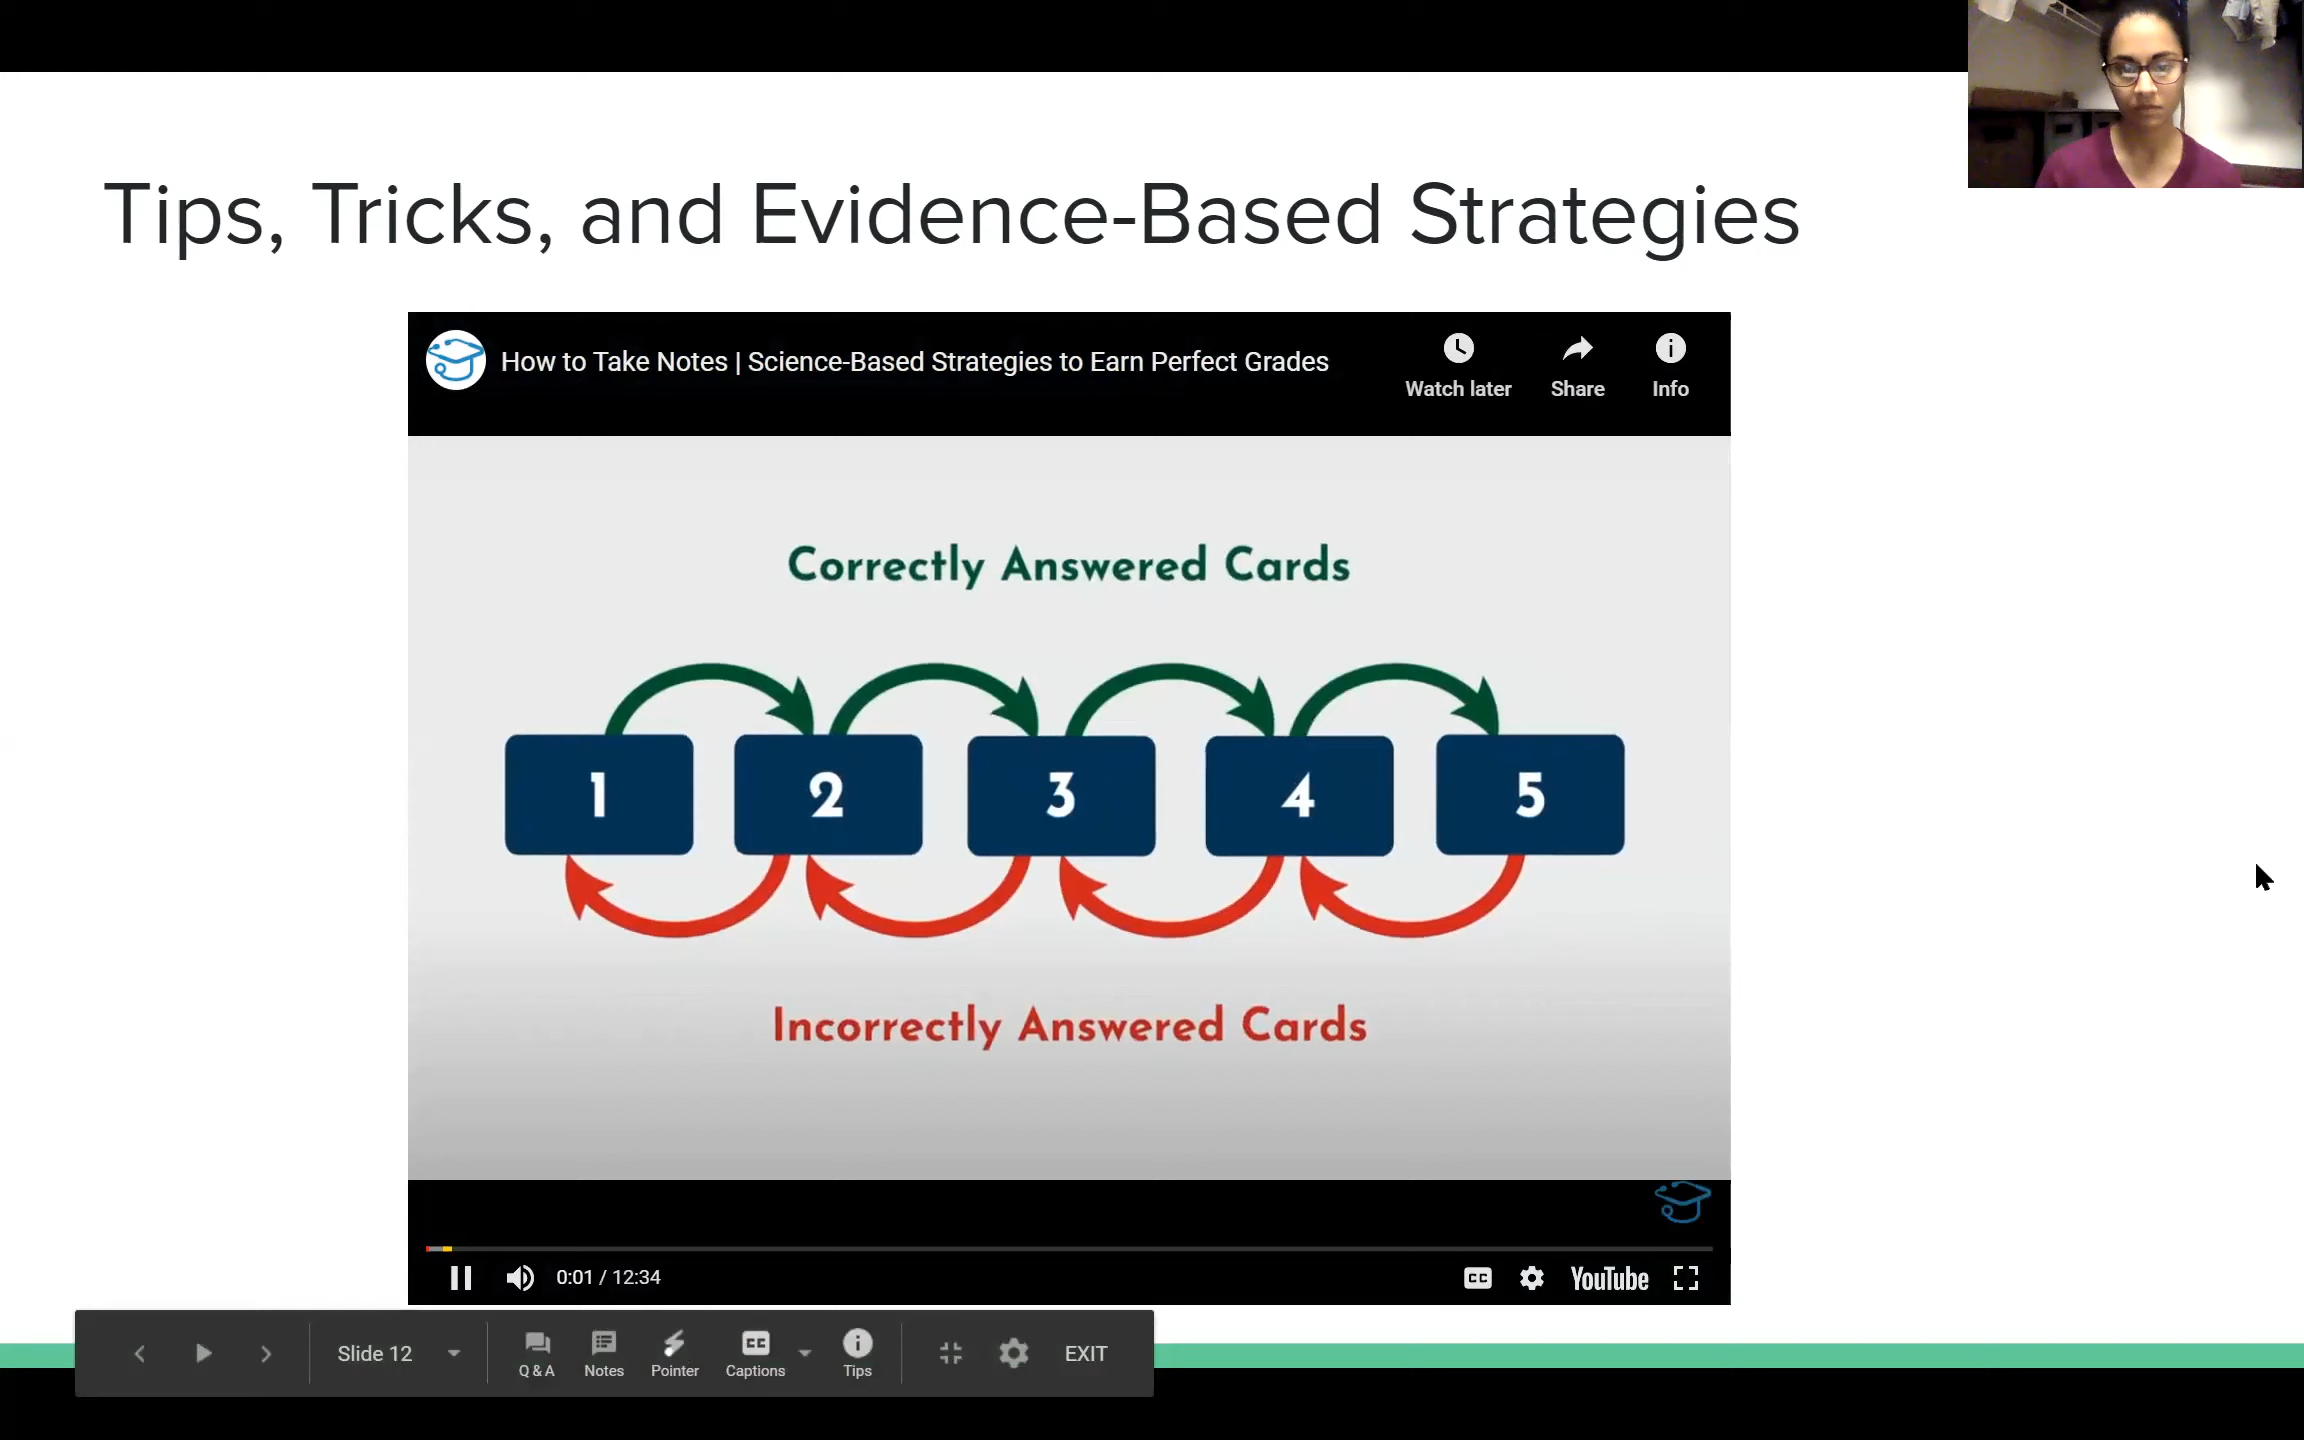 Tips, Tricks, and Evidence-Based Strategies
How to Take Notes | Science-Based Strategies to Earn Perfect Grades
Watch later
Share
Info
Correctly Answered Cards
1 2 3 4 5
Incorrectly Answered Cards
0:01 / 12:34
CC
YouTube
Slide 12
Q & A
Notes
Pointer
CC
Captions
Tips
EXIT